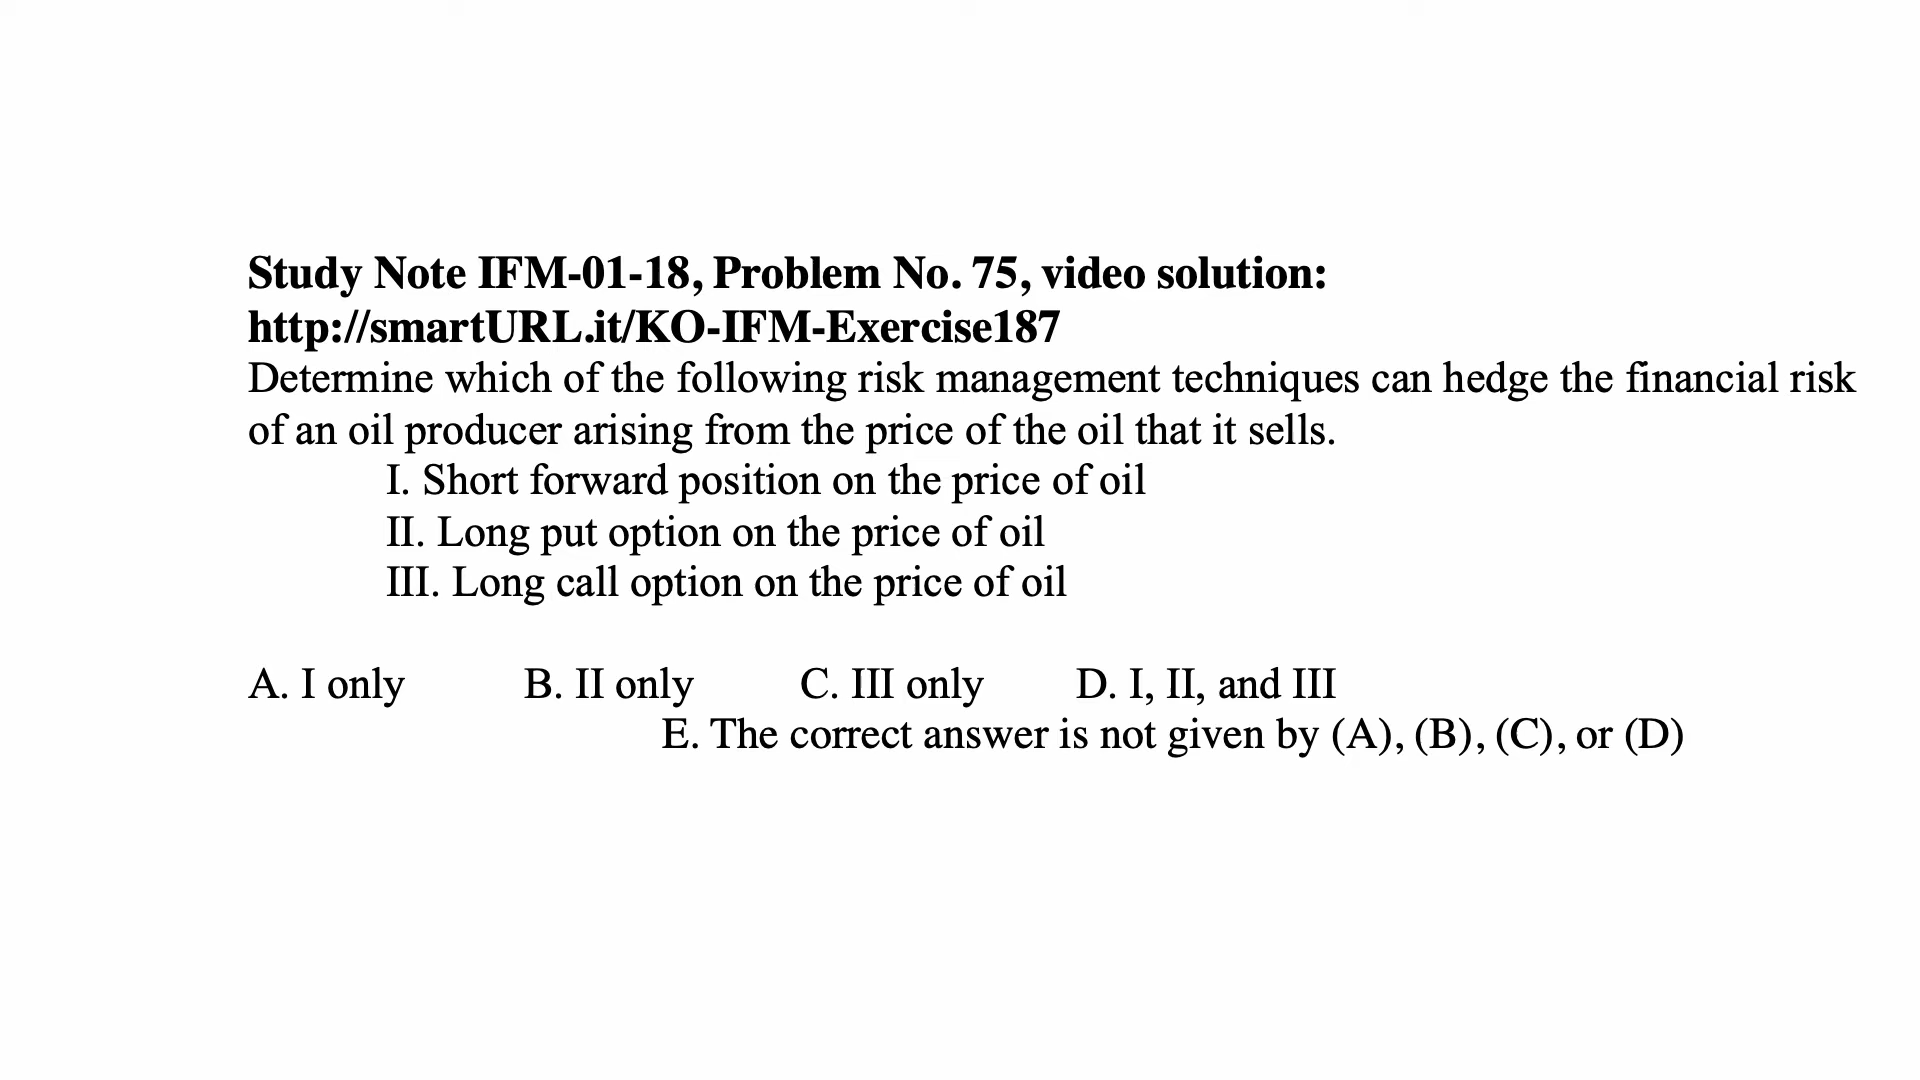 Study Note IFM-01-18, Problem No. 75, video solution:
http://smartURL.it/KO-IFM-Exercise187
Determine which of the following risk management techniques can hedge the financial risk
of an oil producer arising from the price of the oil that it sells.
I. Short forward position on the price of oil
II. Long put option on the price of oil
III. Long call option on the price of oil
A. I only B. II only C. III only D. I, II, and III
E. The correct answer is not given by (A), (B), (C), or (D)